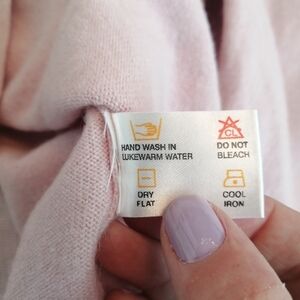 HAND WASH IN
LUKEWARM WATER
CL
DO NOT
BLEACH
DRY
FLAT
COOL
IRON